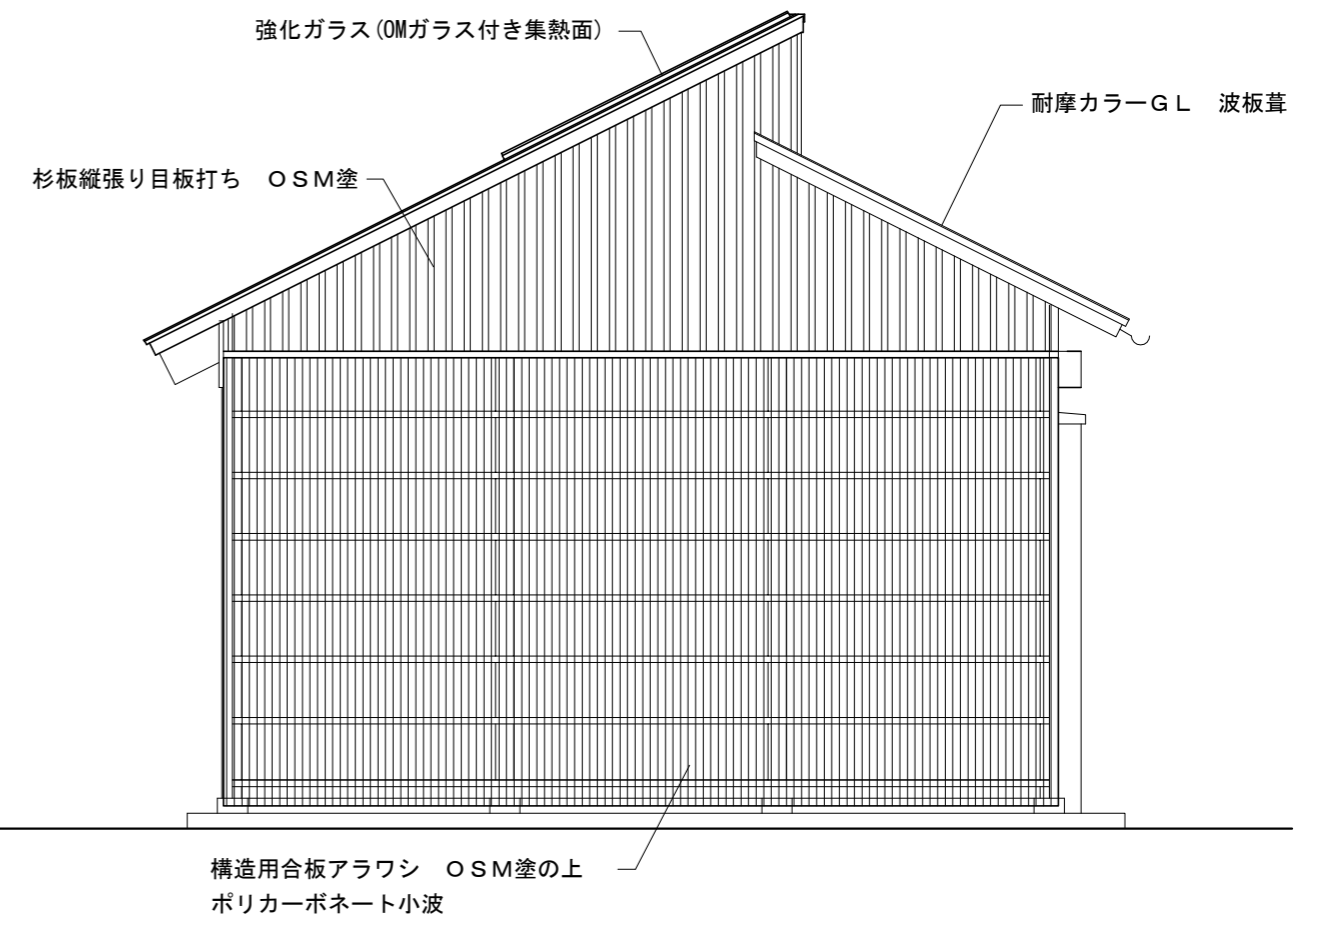 強化ガラス(OMガラス付き集熱面)
耐摩カラーＧＬ　波板葺
杉板縦張り目板打ち　ＯＳＭ塗
構造用合板アラワシ　ＯＳＭ塗の上
ポリカーボネート小波